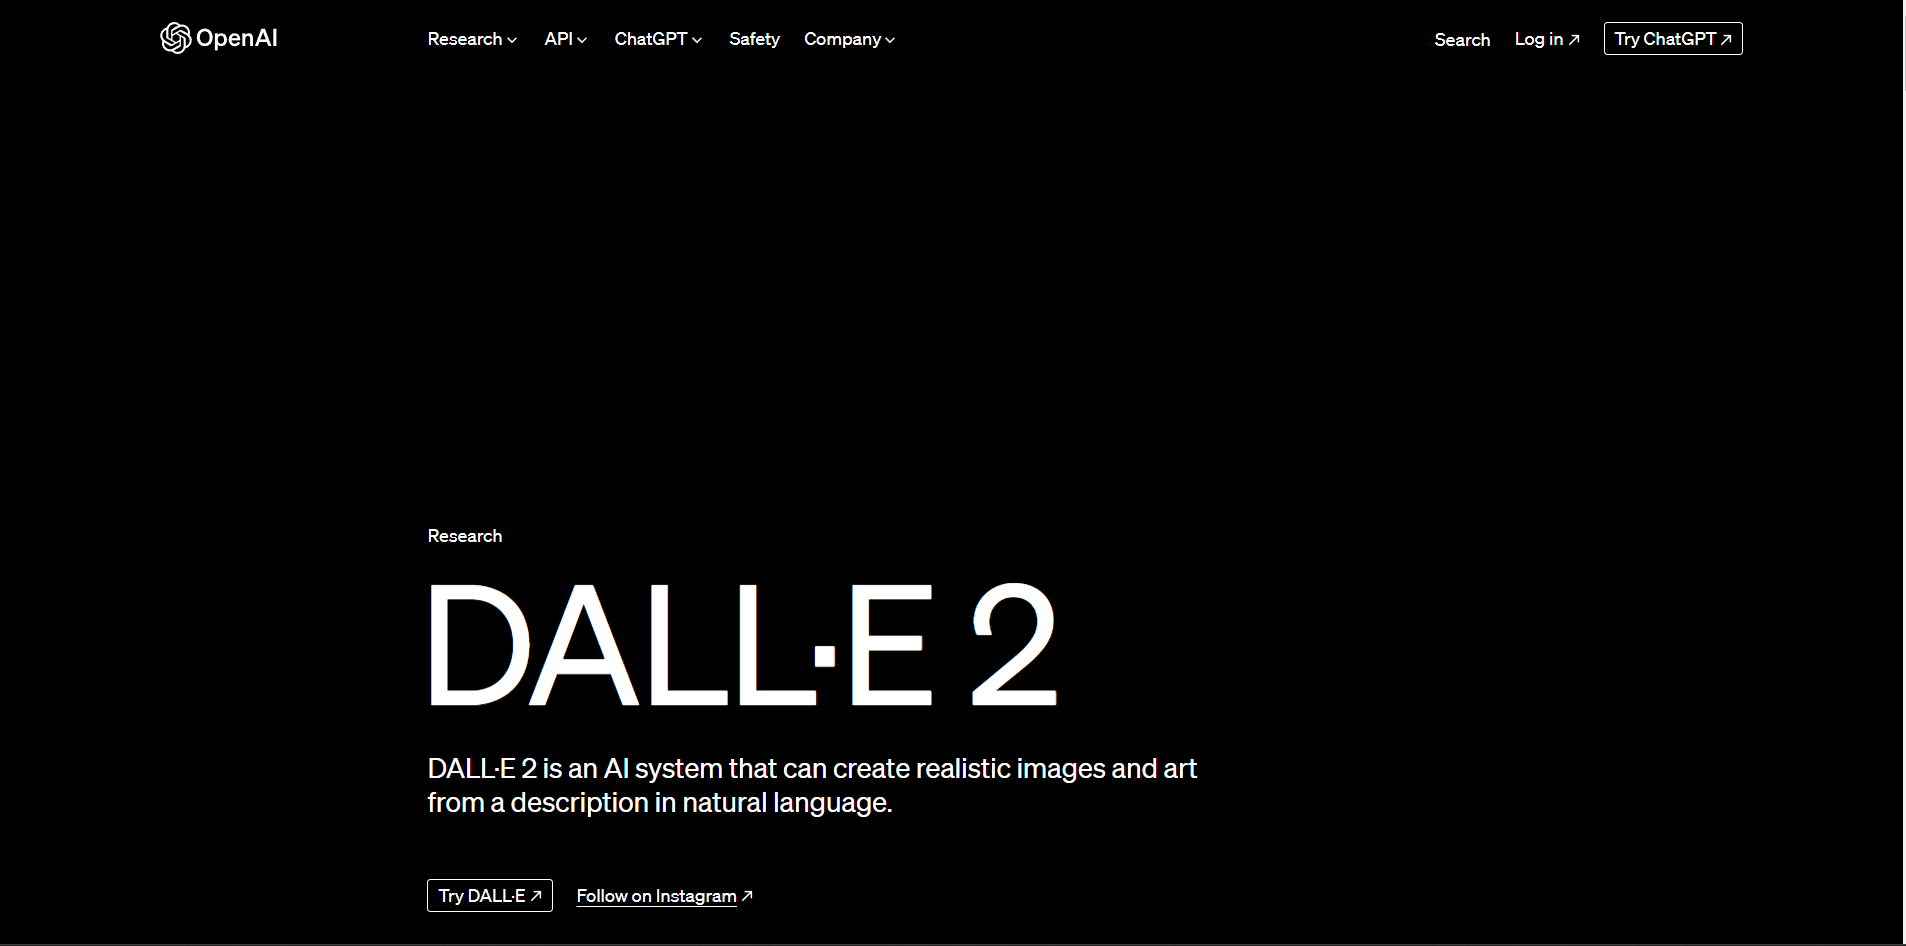 OpenAI
Research
API
ChatGPT
Safety
Company
Search
Log in ↗
Try ChatGPT ↗
Research
DALL·E 2
DALL·E 2 is an AI system that can create realistic images and art
from a description in natural language.
Try DALL·E ↗
Follow on Instagram ↗